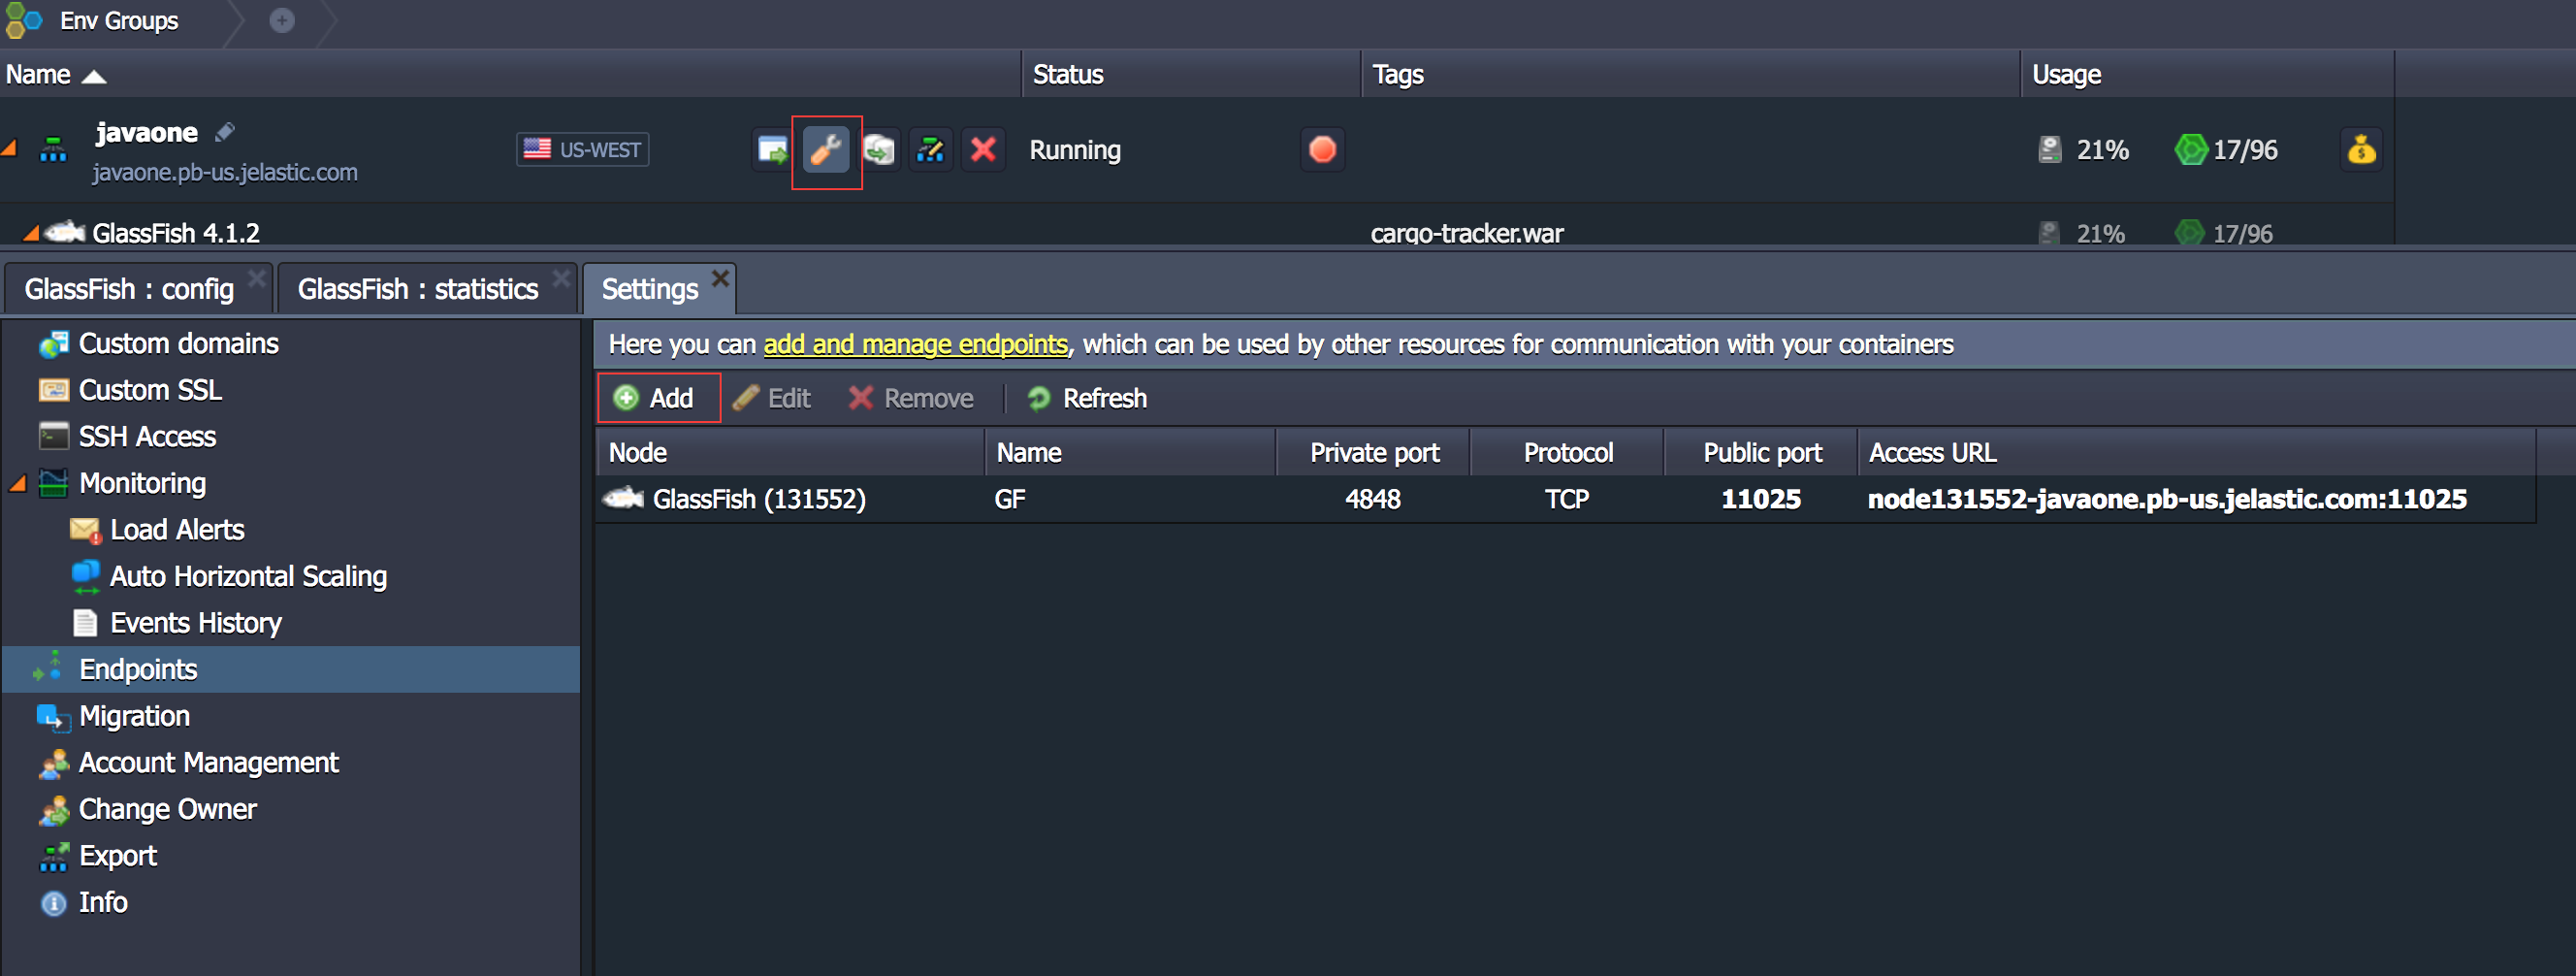 Env Groups
Name Status Tags Usage
javaone US-WEST Running 21% 17/96
javaone.pb-us.jelastic.com
GlassFish 4.1.2 cargo-tracker.war 21% 17/96
GlassFish : config GlassFish : statistics Settings
Custom domains
Custom SSL
SSH Access
Monitoring
Load Alerts
Auto Horizontal Scaling
Events History
Endpoints
Migration
Account Management
Change Owner
Export
Info
Here you can add and manage endpoints, which can be used by other resources for communication with your containers
Add Edit Remove Refresh
Node Name Private port Protocol Public port Access URL
GlassFish (131552) GF 4848 TCP 11025 node131552-javaone.pb-us.jelastic.com:11025